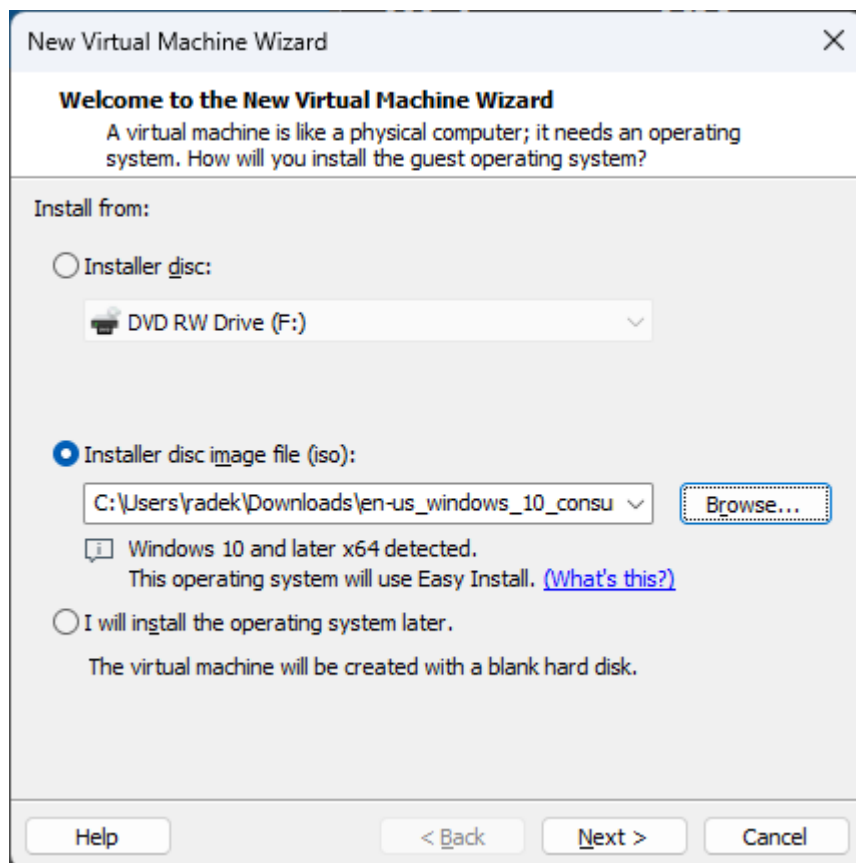 New Virtual Machine Wizard
Welcome to the New Virtual Machine Wizard
A virtual machine is like a physical computer; it needs an operating
system. How will you install the guest operating system?
Install from:
Installer disc:
DVD RW Drive (F:)
Installer disc image file (iso):
C:\Users\radek\Downloads\en-us_windows_10_consu
Browse...
Windows 10 and later x64 detected.
This operating system will use Easy Install. (What's this?)
I will install the operating system later.
The virtual machine will be created with a blank hard disk.
Help
< Back
Next >
Cancel